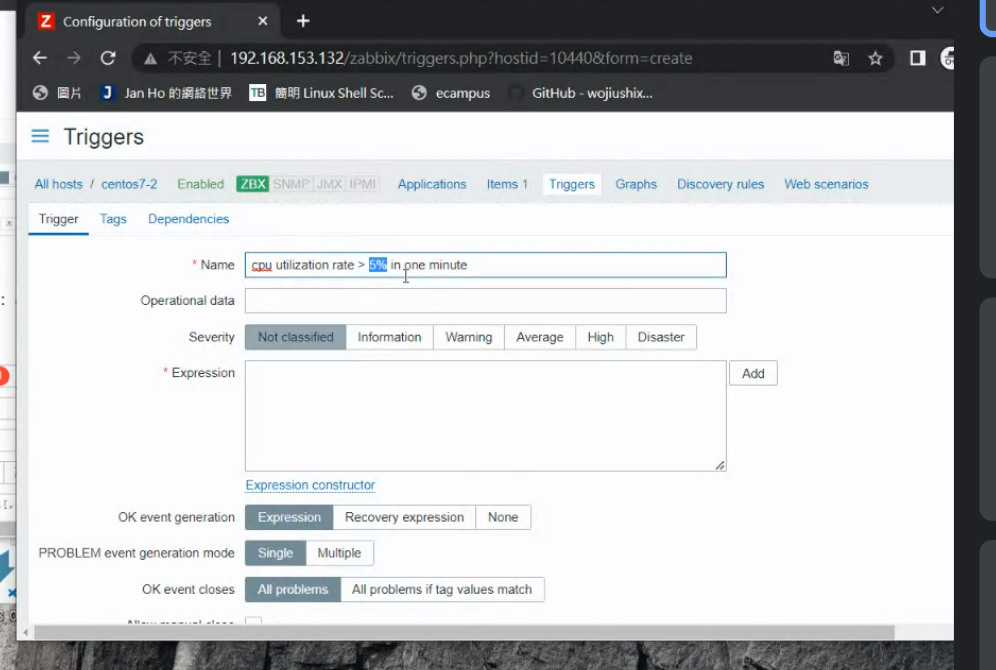 Z Configuration of triggers
不安全 | 192.168.153.132/zabbix/triggers.php?hostid=10440&form=create
圖片 J Jan Ho 的網絡世界 TB 簡明 Linux Shell Sc... ecampus GitHub - wojiushix...
Triggers
All hosts / centos7-2 Enabled ZBX SNMP JMX IPMI Applications Items 1 Triggers Graphs Discovery rules Web scenarios
Trigger Tags Dependencies
* Name cpu utilization rate > 5% in one minute
Operational data
Severity Not classified Information Warning Average High Disaster
* Expression Add
Expression constructor
OK event generation Expression Recovery expression None
PROBLEM event generation mode Single Multiple
OK event closes All problems All problems if tag values match
Allow manual close